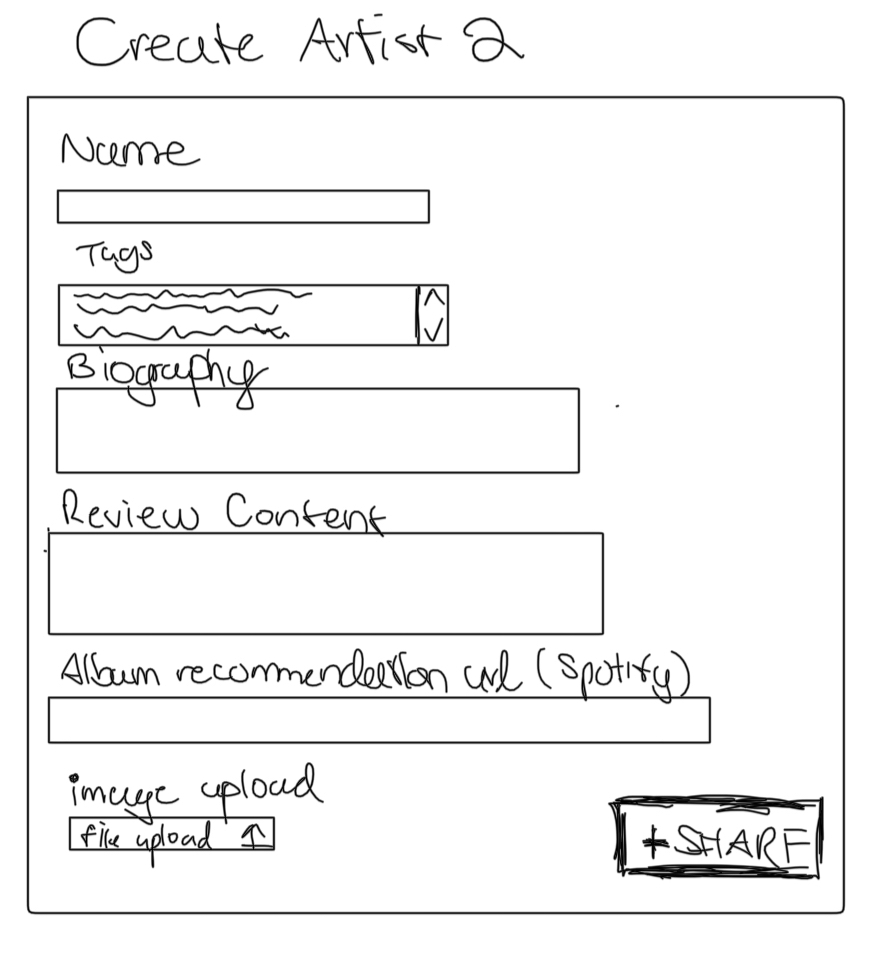 Create Artist 2
Name
Tags
Biography
Review Content
Album recommendation url (Spotify)
image upload
file upload ↑
+SHARE